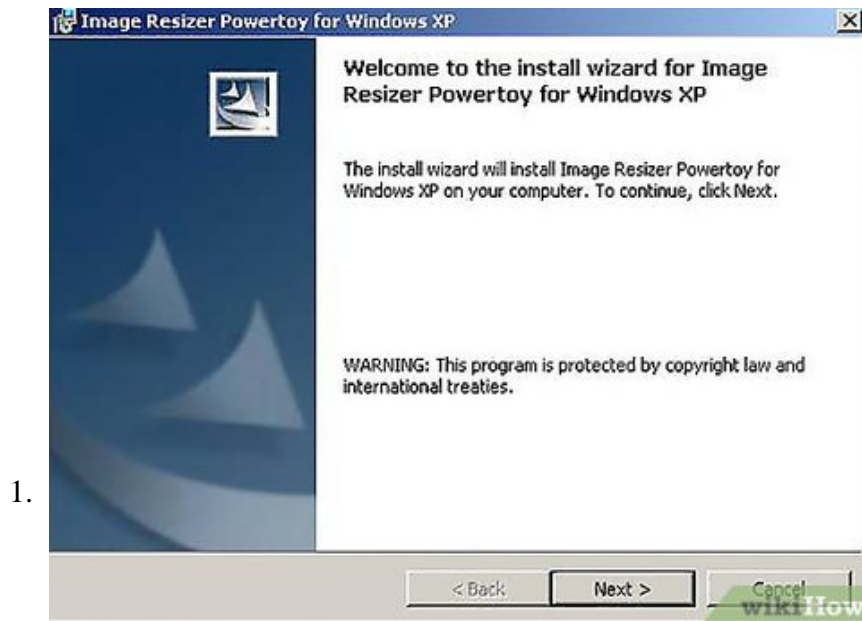 Image Resizer Powertoy for Windows XP
Welcome to the install wizard for Image
Resizer Powertoy for Windows XP
The install wizard will install Image Resizer Powertoy for
Windows XP on your computer. To continue, click Next.
WARNING: This program is protected by copyright law and
international treaties.
1.
< Back Next > Cancel
wikiHow